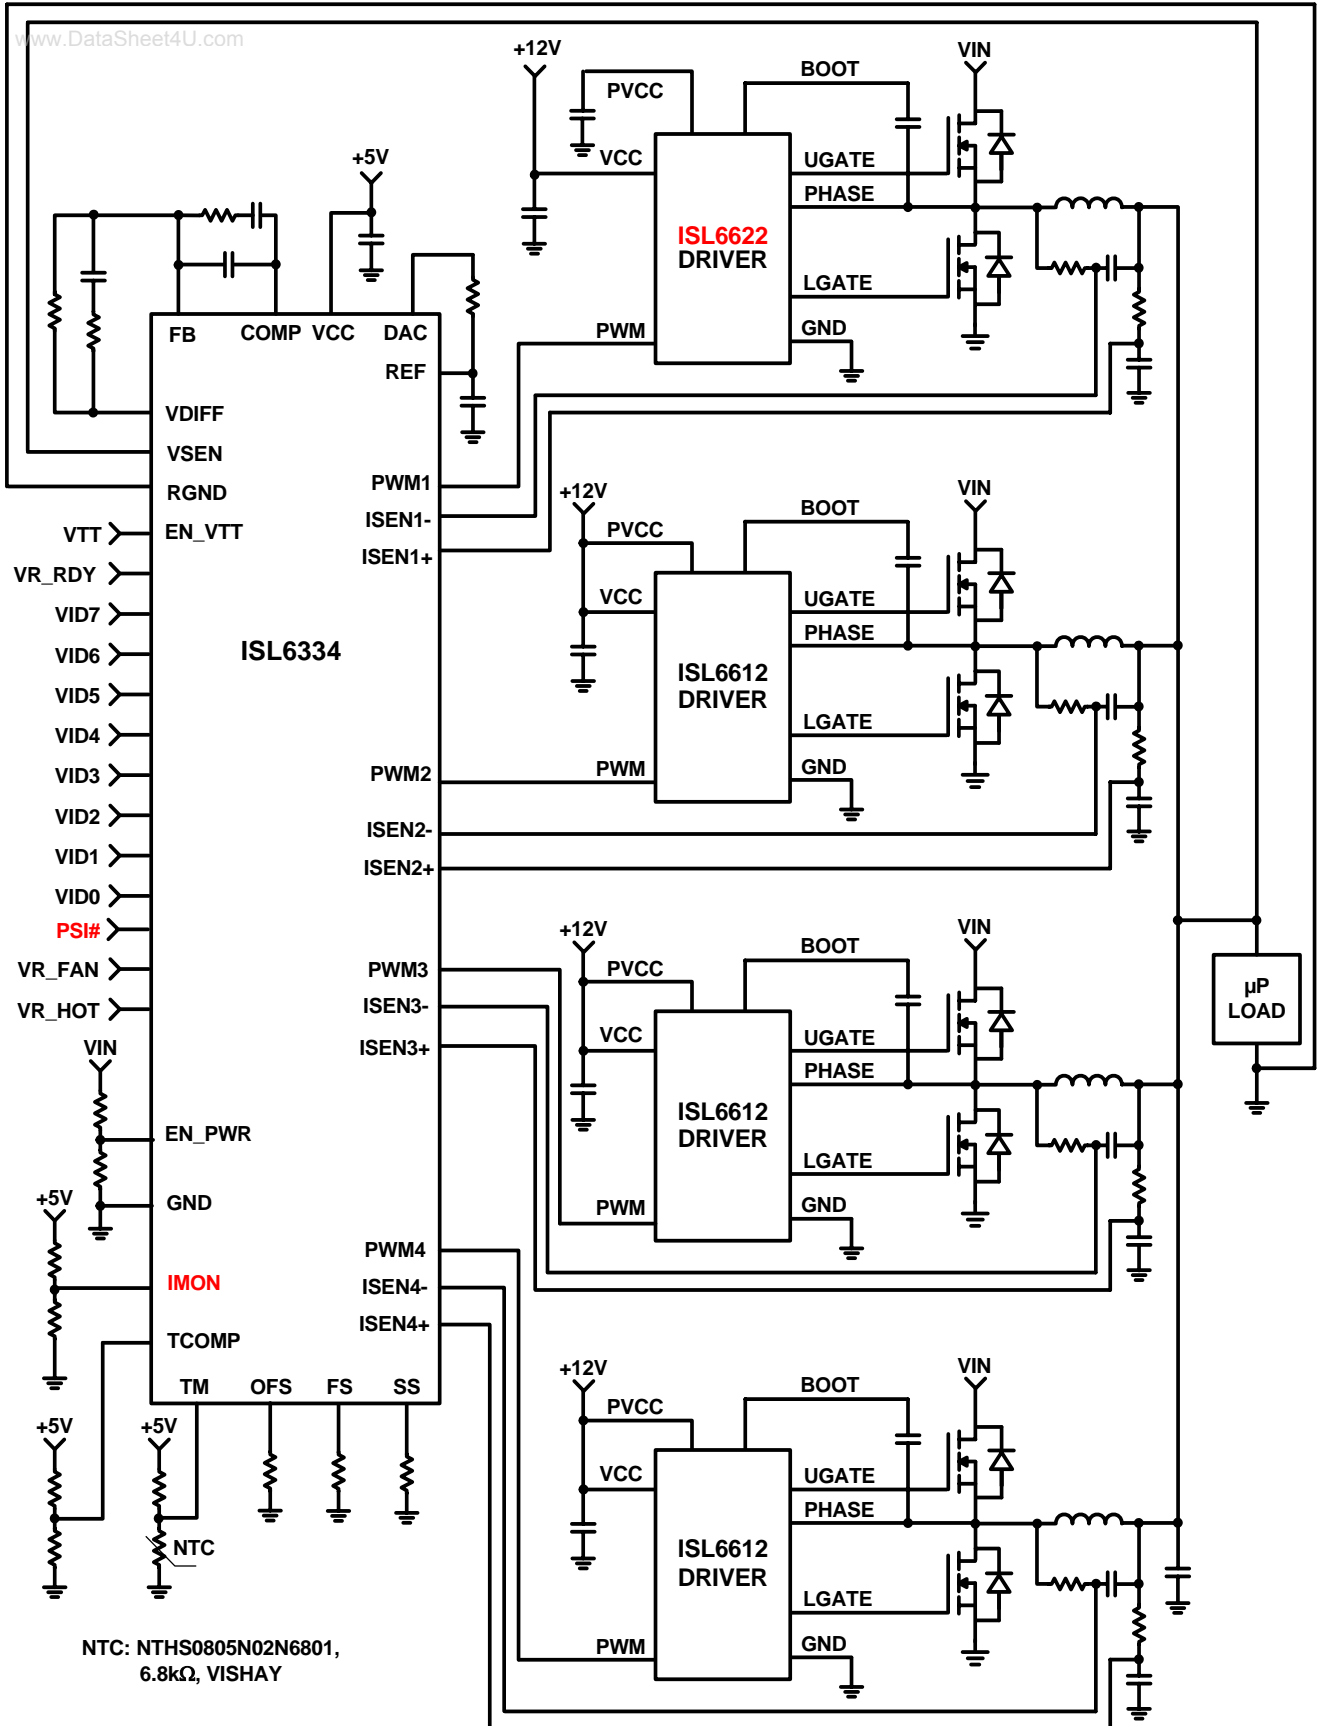 www.DataSheet4U.com
+12V
PVCC
BOOT
VIN
VCC
UGATE
PHASE
ISL6622
DRIVER
LGATE
GND
PWM
+5V
FB
COMP
VCC
DAC
REF
VDIFF
VSEN
RGND
VTT
EN_VTT
VR_RDY
VID7
VID6
VID5
VID4
VID3
VID2
VID1
VID0
PSI#
VR_FAN
VR_HOT
ISL6334
PWM1
ISEN1-
ISEN1+
PWM2
ISEN2-
ISEN2+
PWM3
ISEN3-
ISEN3+
PWM4
ISEN4-
ISEN4+
VIN
EN_PWR
GND
+5V
IMON
TCOMP
TM
OFS
FS
SS
+5V
+5V
NTC
NTC: NTHS0805N02N6801,
6.8kΩ, VISHAY
+12V
PVCC
BOOT
VIN
VCC
UGATE
PHASE
ISL6612
DRIVER
LGATE
GND
PWM
+12V
PVCC
BOOT
VIN
VCC
UGATE
PHASE
ISL6612
DRIVER
LGATE
GND
PWM
µP
LOAD
+12V
PVCC
BOOT
VIN
VCC
UGATE
PHASE
ISL6612
DRIVER
LGATE
GND
PWM